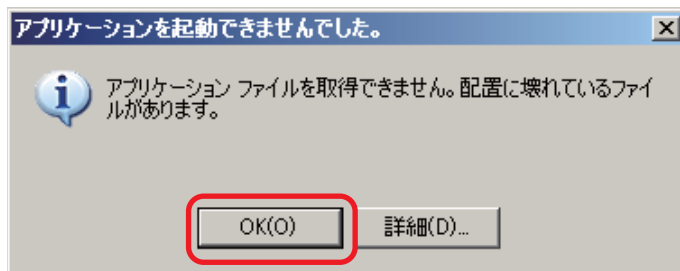 アプリケーションを起動できませんでした。
アプリケーション ファイルを取得できません。配置に壊れているファイ
ルがあります。
OK(O)
詳細(D)...